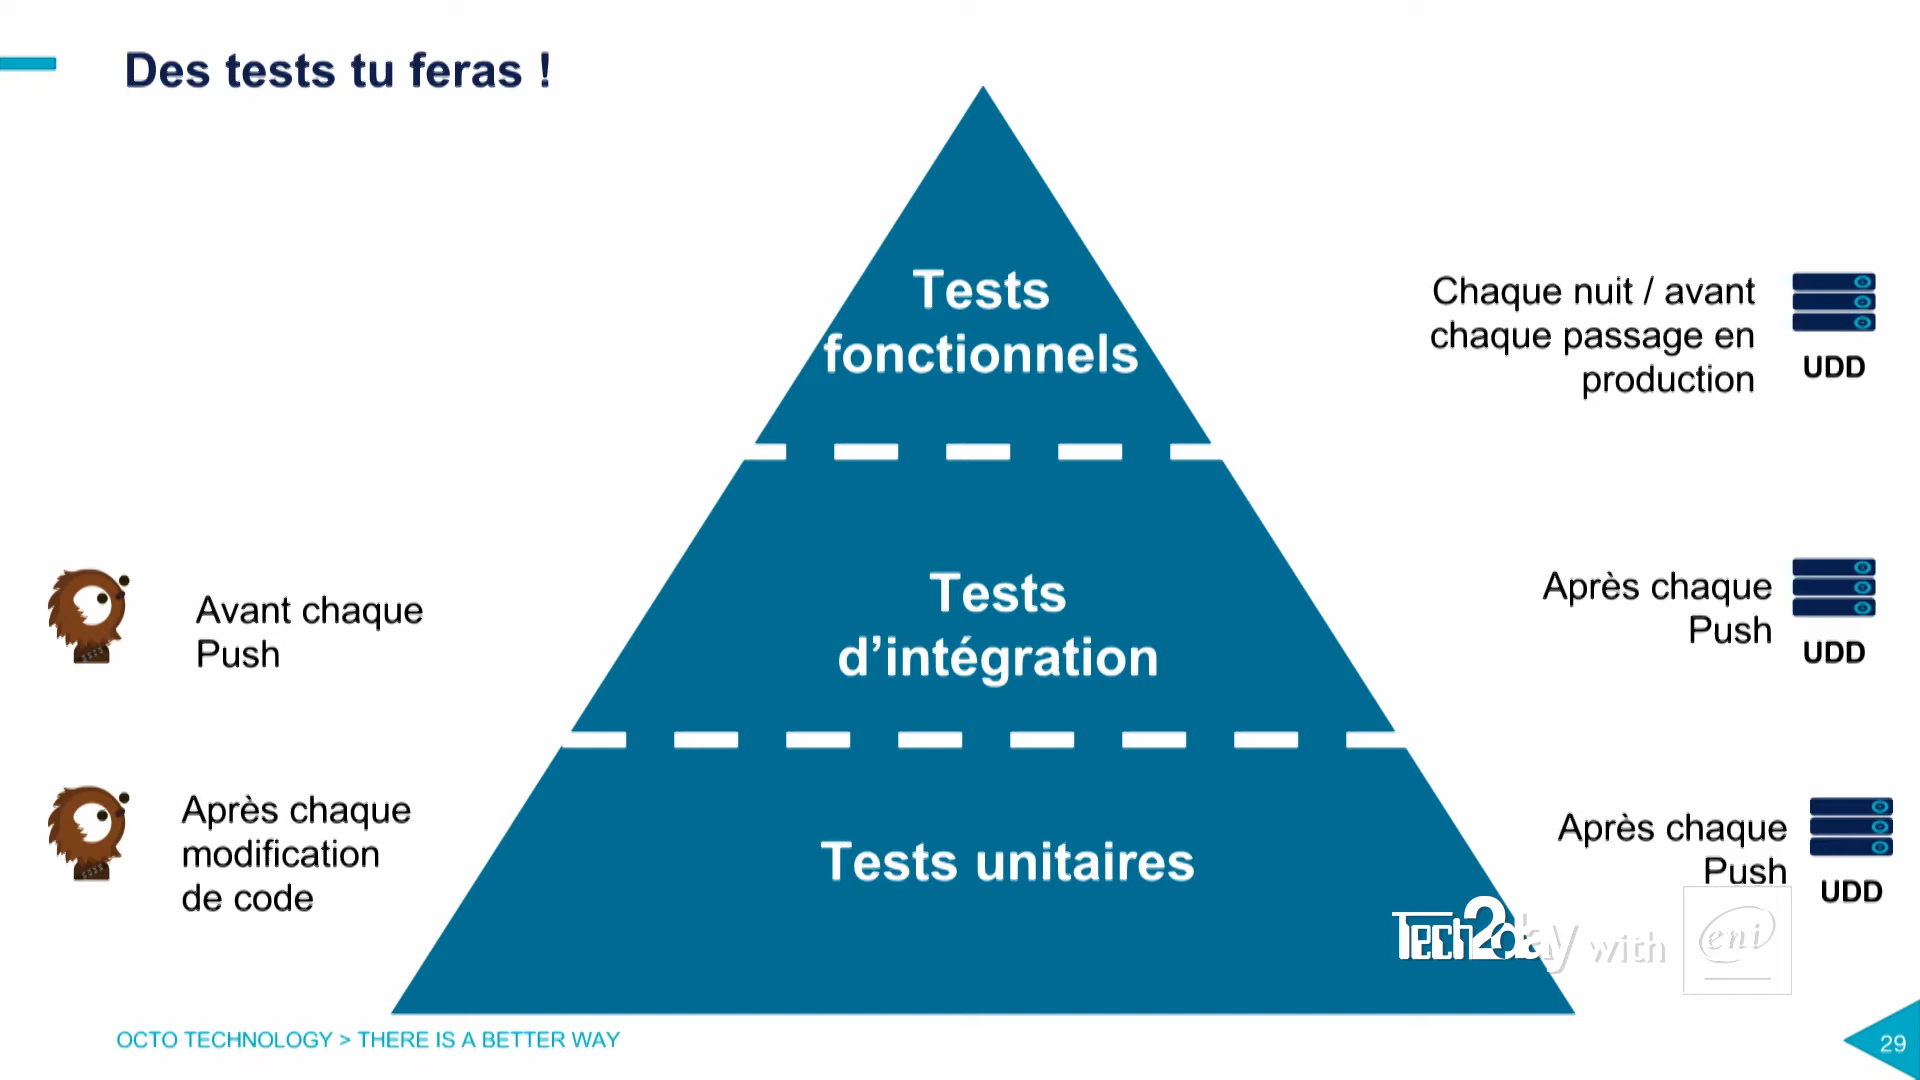 Des tests tu feras !
Tests
fonctionnels
Chaque nuit / avant
chaque passage en
production
UDD
Avant chaque
Push
Tests
d’intégration
Après chaque
Push
UDD
Après chaque
modification
de code
Tests unitaires
Après chaque
Push
UDD
Tech2day with eni
OCTO TECHNOLOGY > THERE IS A BETTER WAY
29